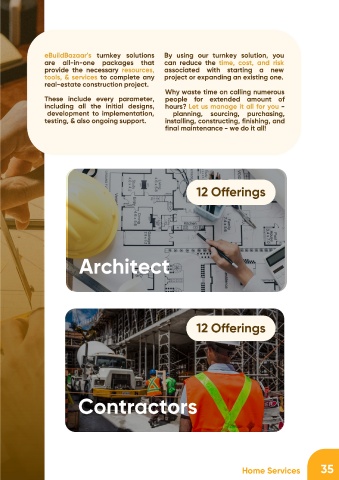 eBuildBazaar's turnkey solutions
are all-in-one packages that
provide the necessary resources,
tools, & services to complete any
real-estate construction project.
These include every parameter,
including all the initial designs,
development to implementation,
testing, & also ongoing support.
By using our turnkey solution, you
can reduce the time, cost, and risk
associated with starting a new
project or expanding an existing one.
Why waste time on calling numerous
people for extended amount of
hours? Let us manage it all for you -
planning, sourcing, purchasing,
installing, constructing, finishing, and
final maintenance - we do it all!
12 Offerings
Architect
12 Offerings
Contractors
Home Services 35